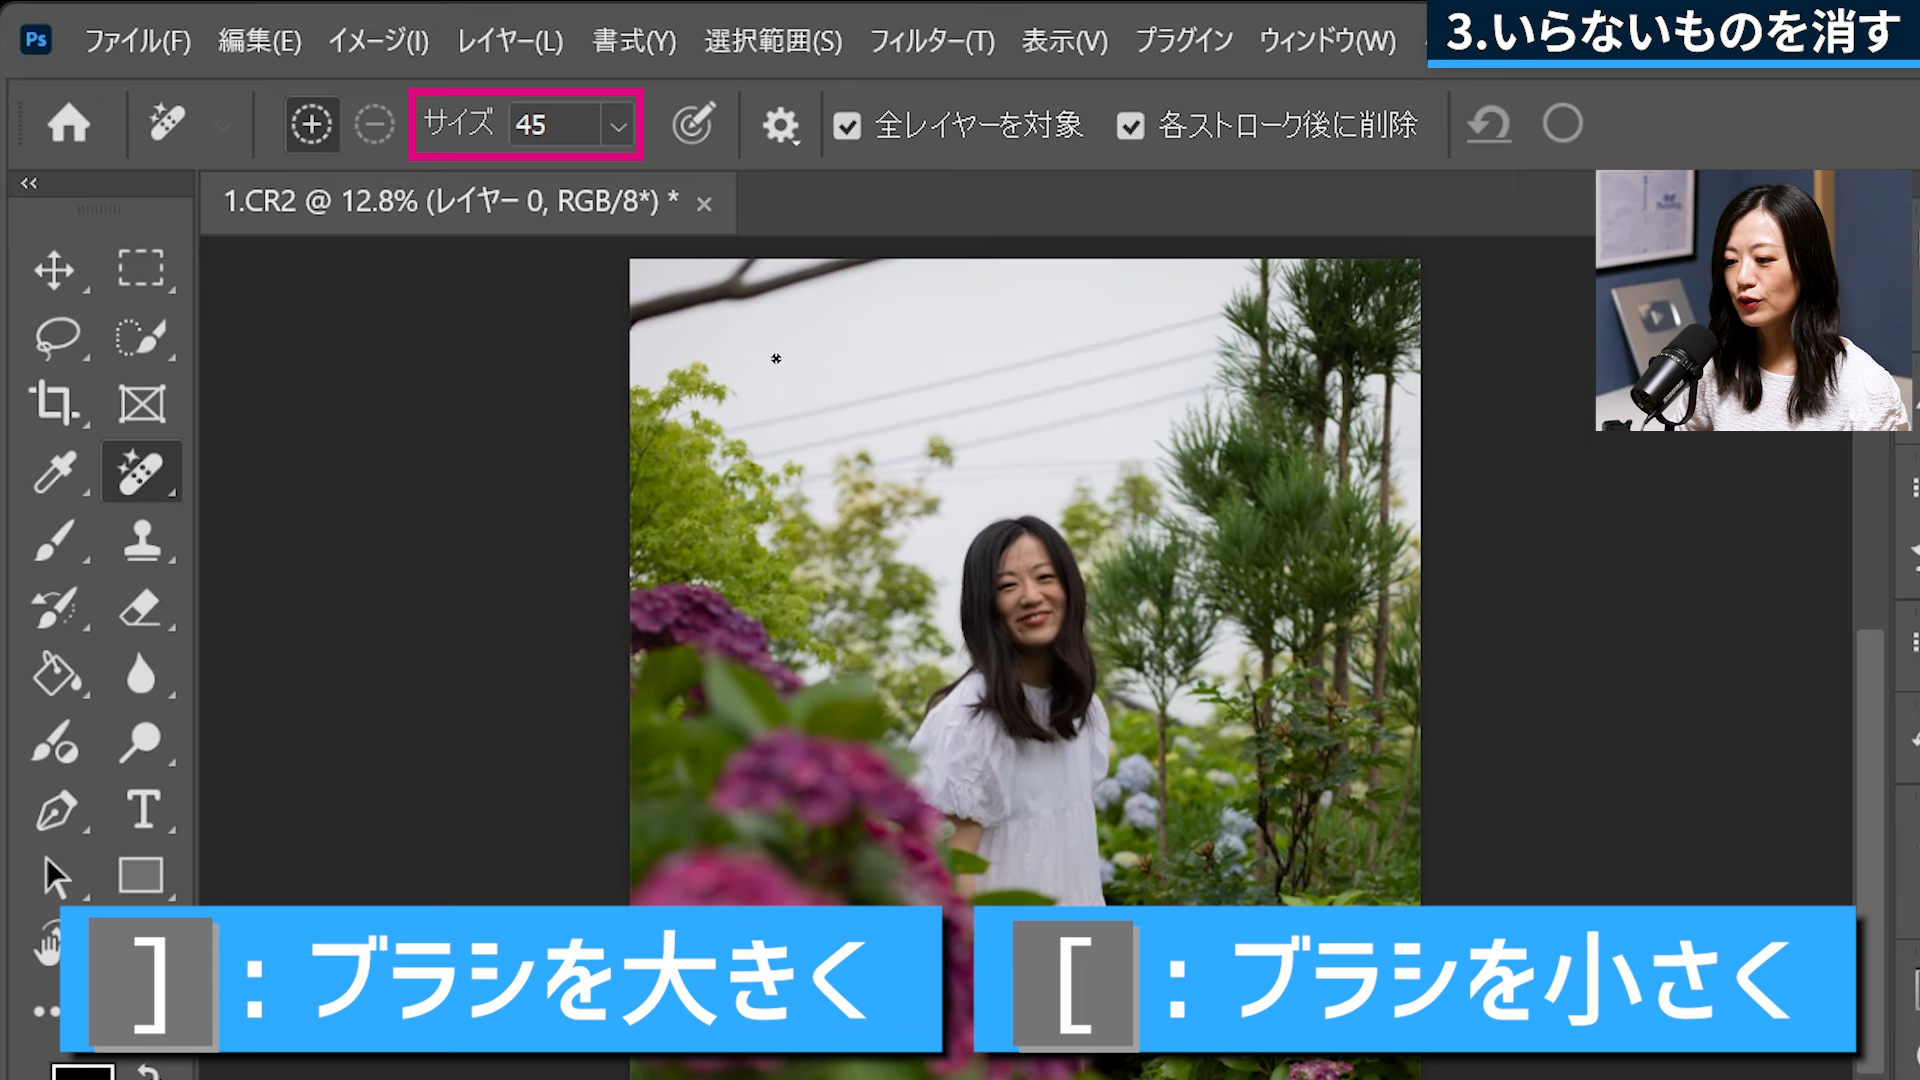 3.いらないものを消す
Ps ファイル(F) 編集(E) イメージ(I) レイヤー(L) 書式(Y) 選択範囲(S) フィルター(T) 表示(V) プラグイン ウィンドウ(W)
サイズ 45 全レイヤーを対象 各ストローク後に削除
1.CR2 @ 12.8% (レイヤー 0, RGB/8*) * ×
] : ブラシを大きく
[ : ブラシを小さく